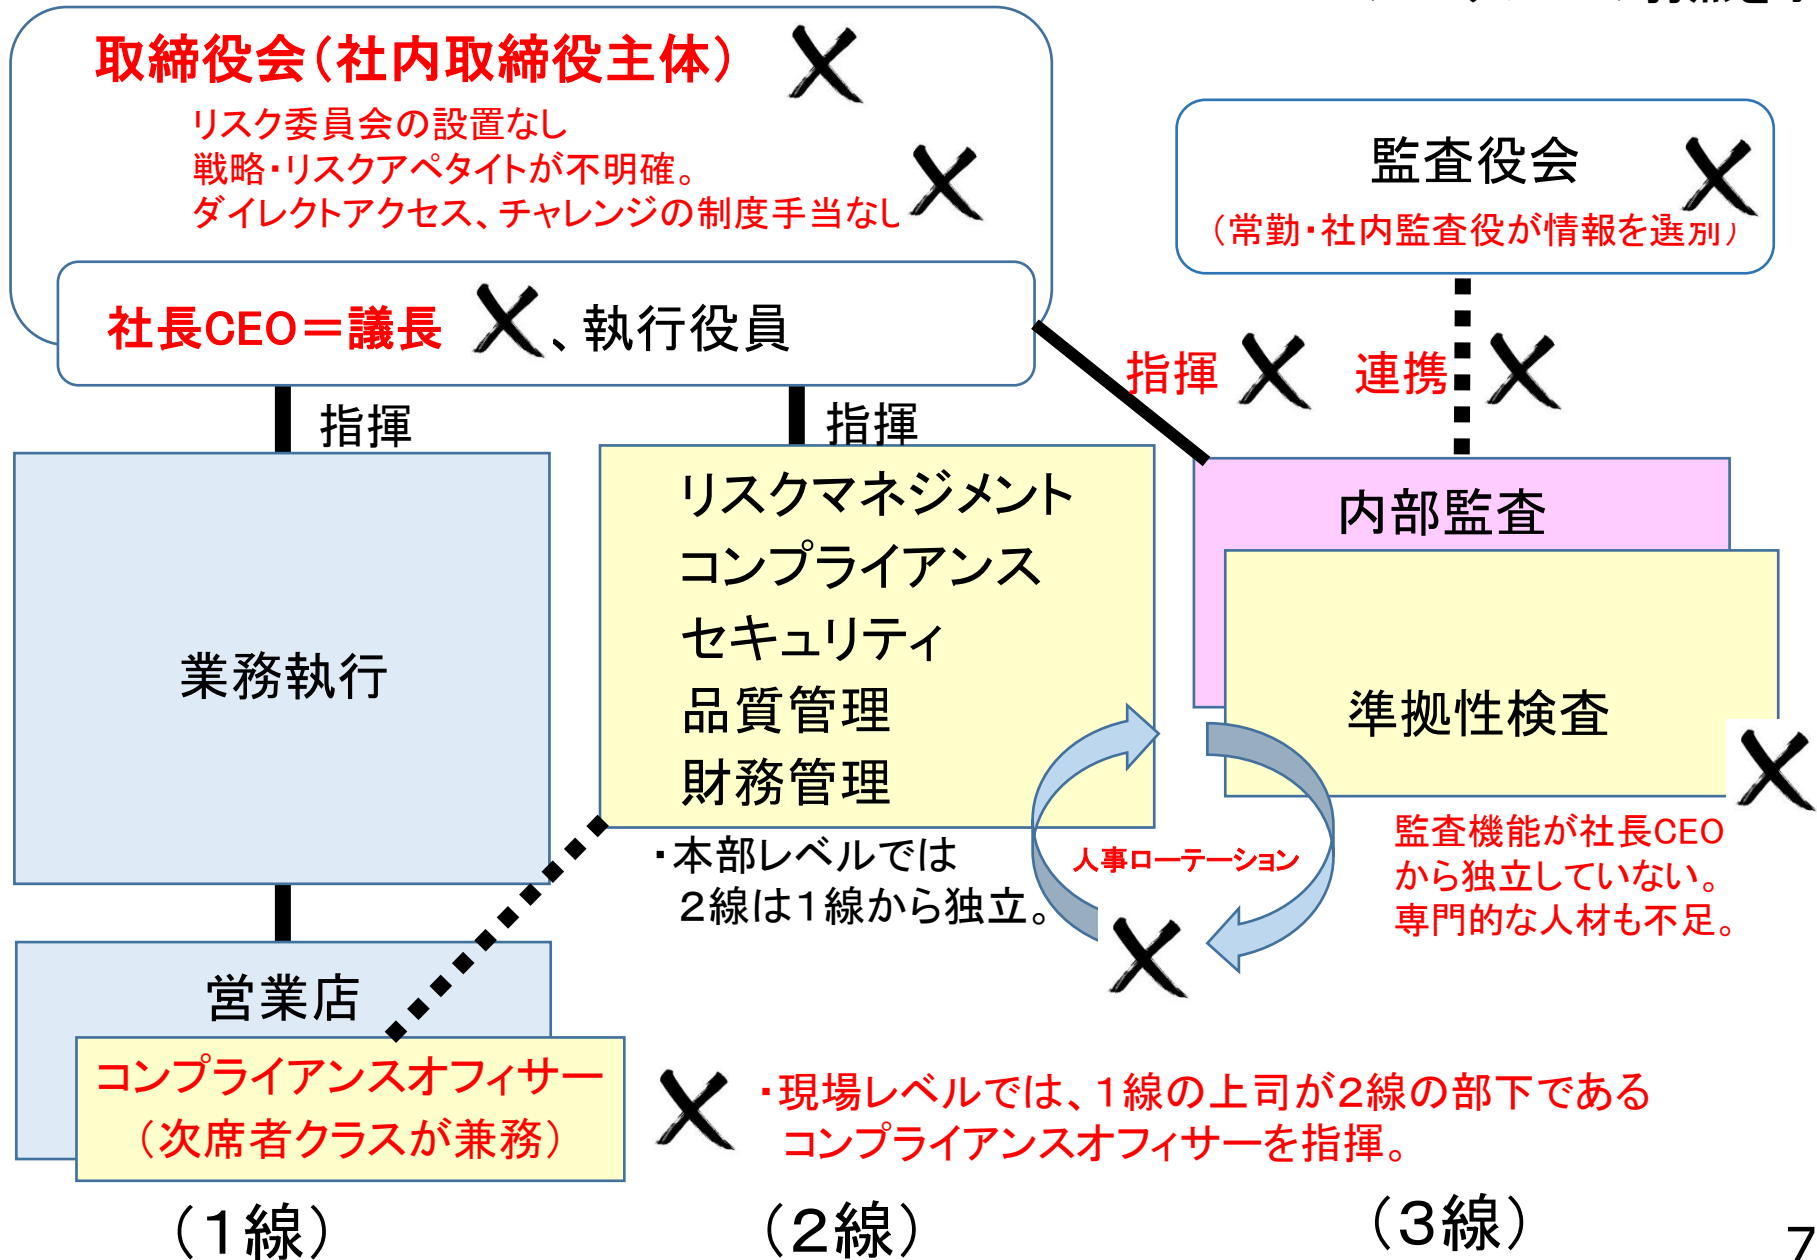 取締役会（社内取締役主体）
リスク委員会の設置なし
戦略・リスクアペタイトが不明確。
ダイレクトアクセス、チャレンジの制度手当なし
社長CEO＝議長
、執行役員
監査役会
（常勤・社内監査役が情報を選別）
指揮
指揮
指揮
連携
業務執行
リスクマネジメント
コンプライアンス
セキュリティ
品質管理
財務管理
内部監査
準拠性検査
・本部レベルでは
２線は１線から独立。
人事ローテーション
監査機能が社長CEO
から独立していない。
専門的な人材も不足。
営業店
コンプライアンスオフィサー
（次席者クラスが兼務）
・現場レベルでは、１線の上司が２線の部下である
コンプライアンスオフィサーを指揮。
（１線）
（２線）
（３線）
7